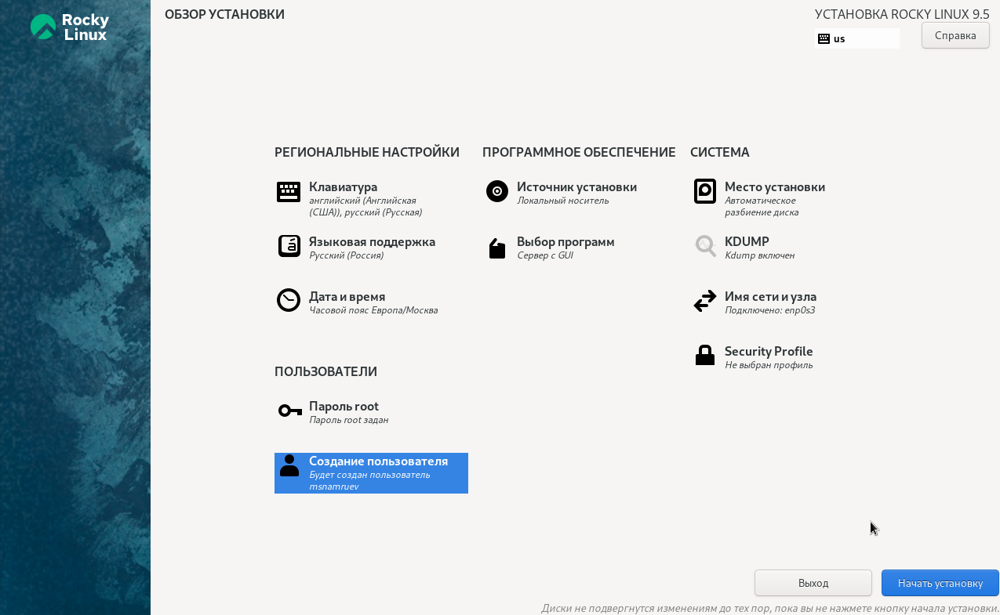 Rocky
Linux
ОБЗОР УСТАНОВКИ
УСТАНОВКА ROCKY LINUX 9.5
us
Справка
РЕГИОНАЛЬНЫЕ НАСТРОЙКИ
Клавиатура
английский (Английская
(США)), русский (Русская)
Языковая поддержка
Русский (Россия)
Дата и время
Часовой пояс Европа/Москва
ПРОГРАММНОЕ ОБЕСПЕЧЕНИЕ
Источник установки
Локальный носитель
Выбор программ
Сервер с GUI
СИСТЕМА
Место установки
Автоматическое
разбиение диска
KDUMP
Kdump включен
Имя сети и узла
Подключено: enp0s3
Security Profile
Не выбран профиль
ПОЛЬЗОВАТЕЛИ
Пароль root
Пароль root задан
Создание пользователя
Будет создан пользователь
msnamruev
Выход
Начать установку
Диски не подвергнутся изменениям до тех пор, пока вы не нажмете кнопку начала установки.